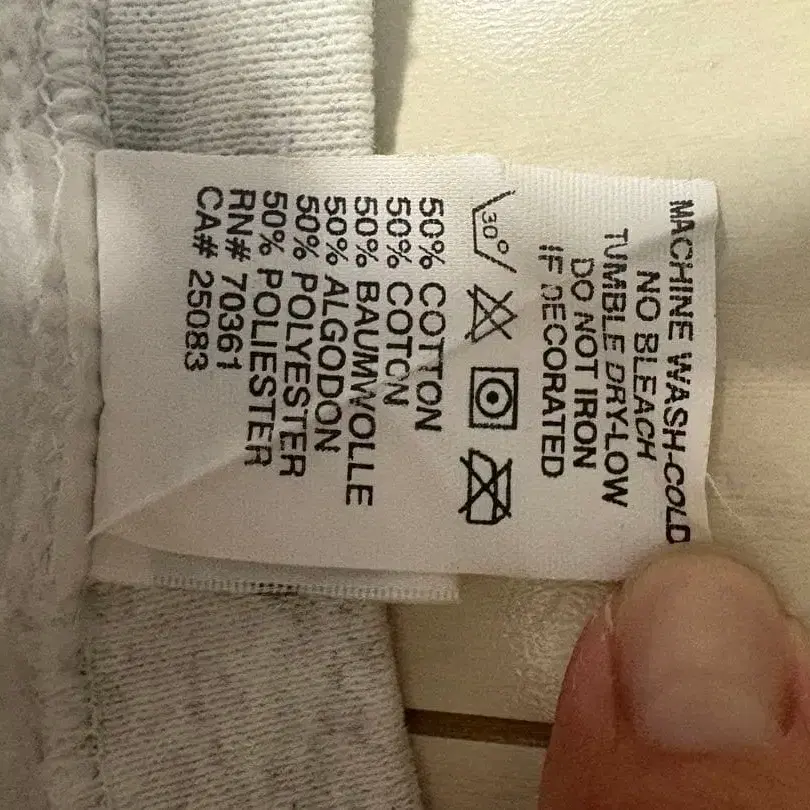 MACHINE WASH-COLD
NO BLEACH
TUMBLE DRY-LOW
DO NOT IRON
IF DECORATED
30°
50% COTTON
50% COTON
50% BAUMWOLLE
50% ALGODON
50% POLYESTER
50% POLIESTER
RN# 70361
CA# 25083